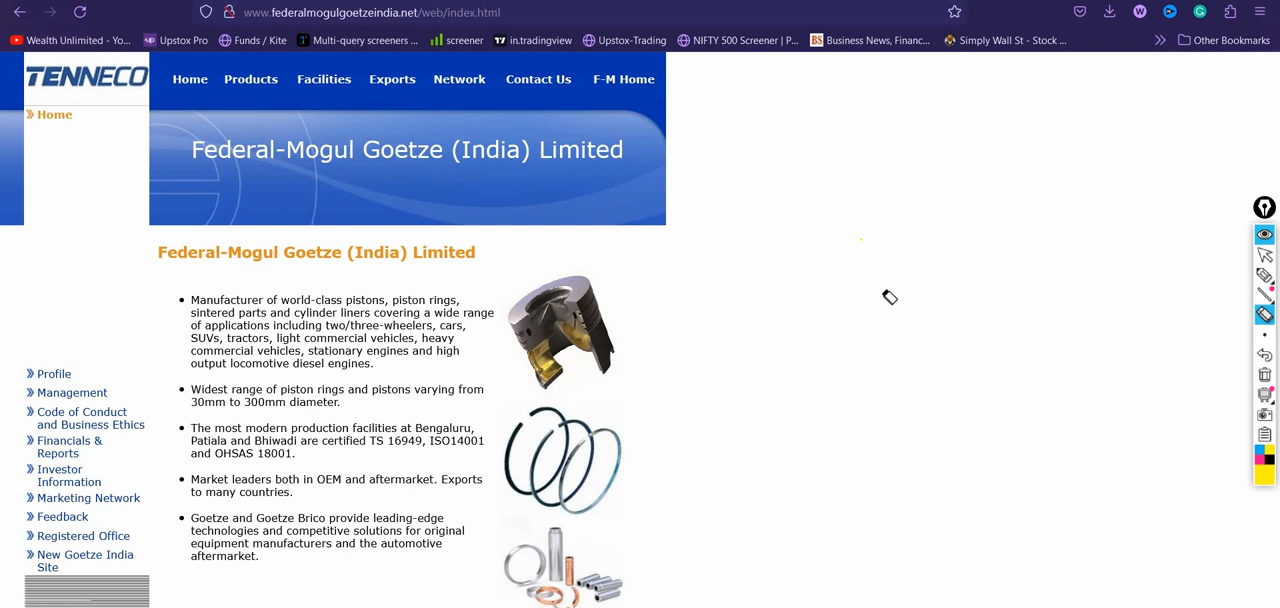 www.federalmogulgoetzeindia.net/web/index.html
Wealth Unlimited - Yo... up Upstox Pro Funds / Kite T Multi-query screeners ... screener in.tradingview Upstox-Trading NIFTY 500 Screener | P... BS Business News, Financ... Simply Wall St - Stock ... Other Bookmarks
TENNECO
Home Products Facilities Exports Network Contact Us F-M Home
Home
Federal-Mogul Goetze (India) Limited
Federal-Mogul Goetze (India) Limited
• Manufacturer of world-class pistons, piston rings,
sintered parts and cylinder liners covering a wide range
of applications including two/three-wheelers, cars,
SUVs, tractors, light commercial vehicles, heavy
commercial vehicles, stationary engines and high
output locomotive diesel engines.
• Widest range of piston rings and pistons varying from
30mm to 300mm diameter.
• The most modern production facilities at Bengaluru,
Patiala and Bhiwadi are certified TS 16949, ISO14001
and OHSAS 18001.
• Market leaders both in OEM and aftermarket. Exports
to many countries.
• Goetze and Goetze Brico provide leading-edge
technologies and competitive solutions for original
equipment manufacturers and the automotive
aftermarket.
Profile
Management
Code of Conduct
and Business Ethics
Financials &
Reports
Investor
Information
Marketing Network
Feedback
Registered Office
New Goetze India
Site